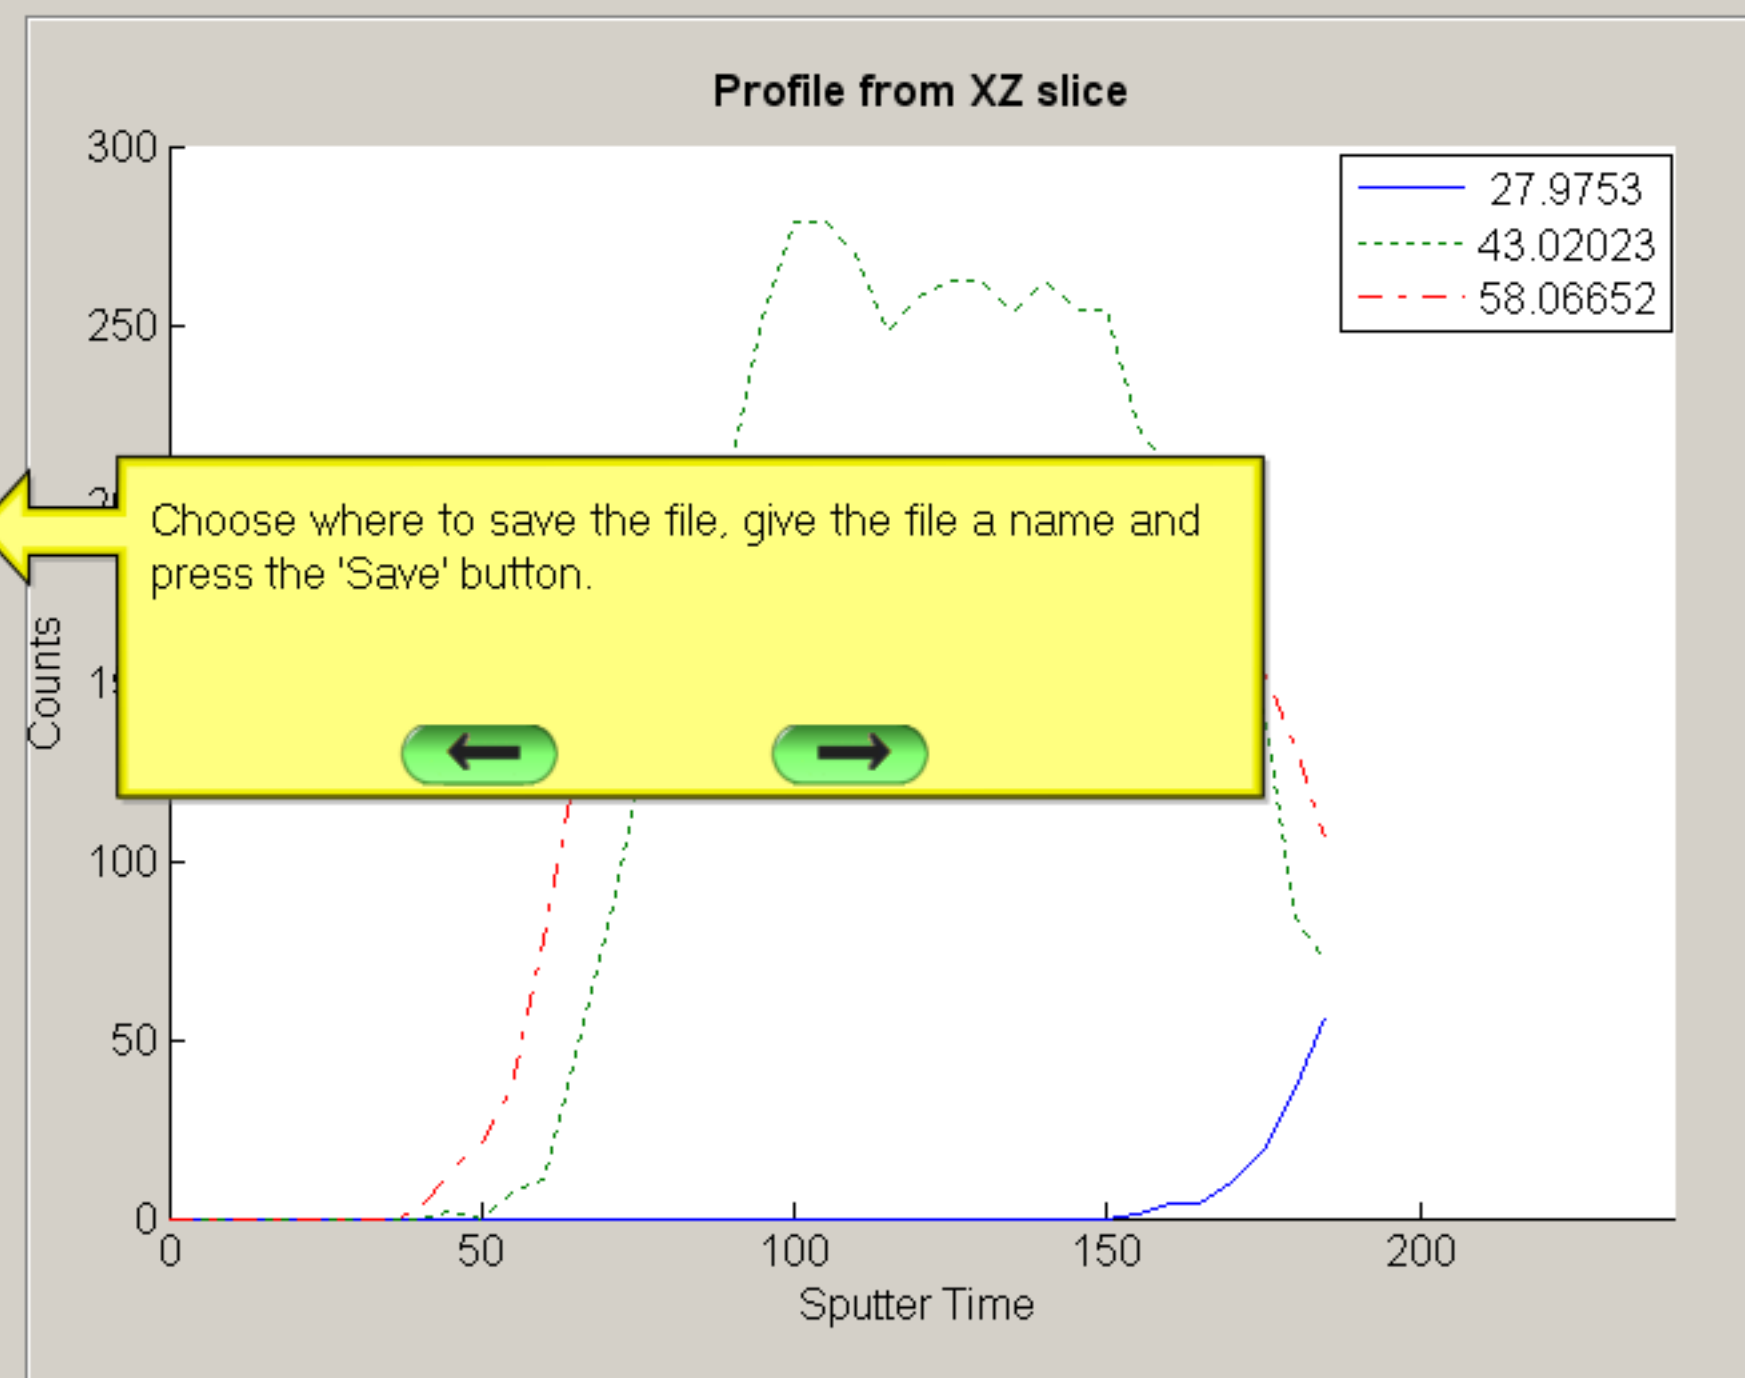 Profile from XZ slice
300
27.9753
43.02023
250
58.06652
Choose where to save the file, give the file a name and
press the 'Save' button.
Counts
100
50
0
0 50 100 150 200
Sputter Time